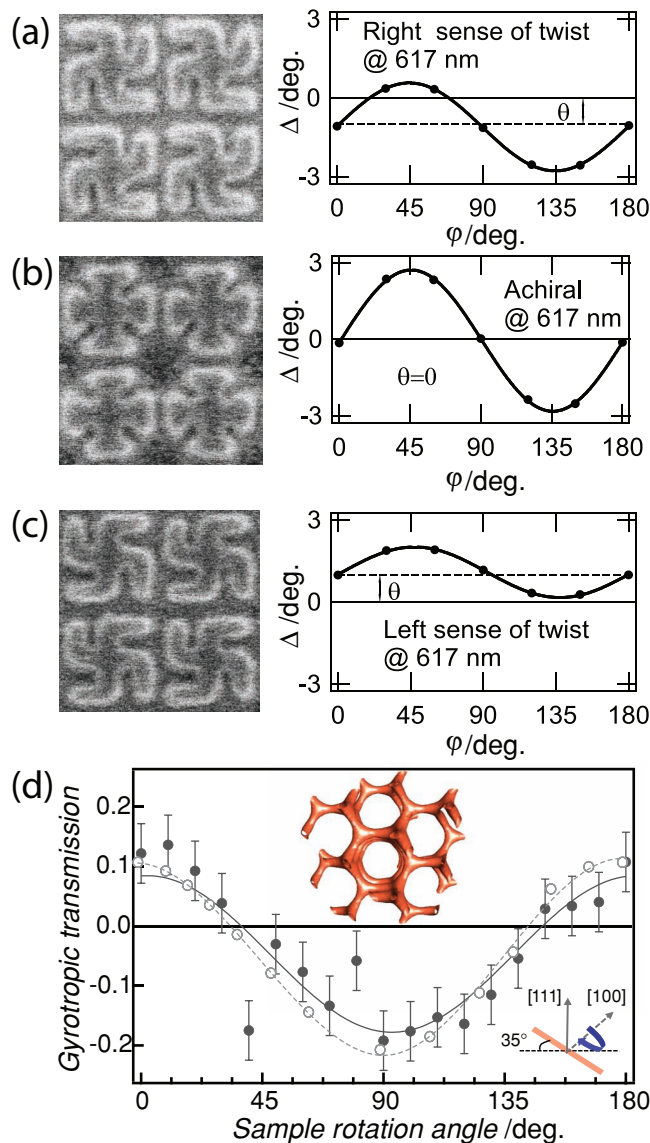 (a)
Right sense of twist
@ 617 nm
θ
Δ /deg.
3
0
-3
0 45 90 135 180
φ/deg.
(b)
Achiral
@ 617 nm
θ=0
Δ /deg.
3
0
-3
0 45 90 135 180
φ/deg.
(c)
θ
Left sense of twist
@ 617 nm
Δ /deg.
3
0
-3
0 45 90 135 180
φ/deg.
(d)
Gyrotropic transmission
0.2
0.1
0.0
-0.1
-0.2
[111] [100]
35°
0 45 90 135 180
Sample rotation angle /deg.